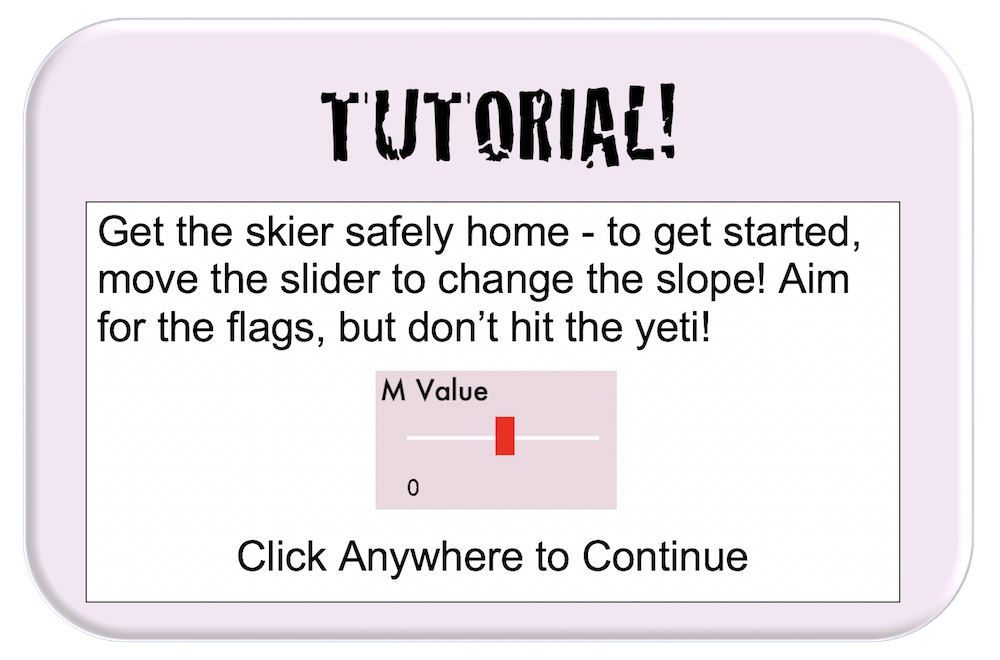 TUTORIAL!
Get the skier safely home - to get started,
move the slider to change the slope! Aim
for the flags, but don’t hit the yeti!
M Value
0
Click Anywhere to Continue